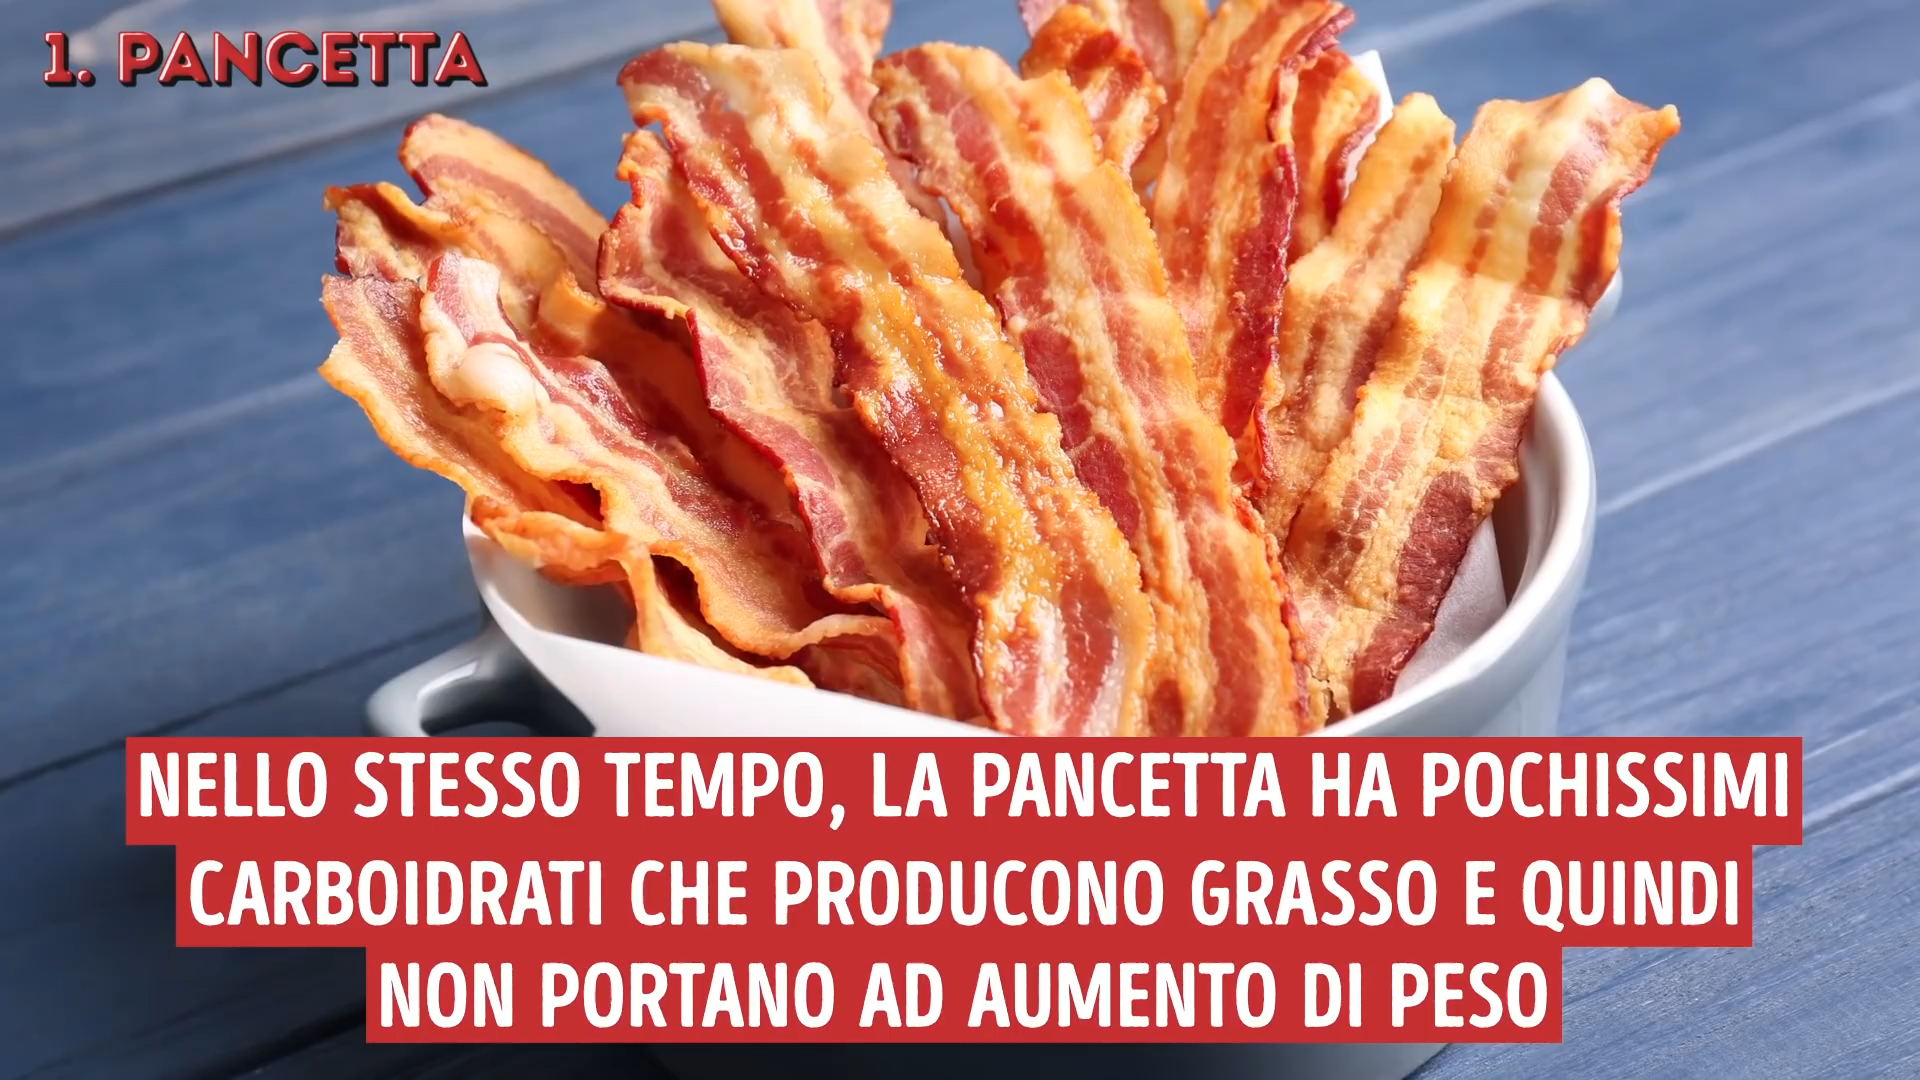 1. PANCETTA
NELLO STESSO TEMPO, LA PANCETTA HA POCHISSIMI
CARBOIDRATI CHE PRODUCONO GRASSO E QUINDI
NON PORTANO AD AUMENTO DI PESO